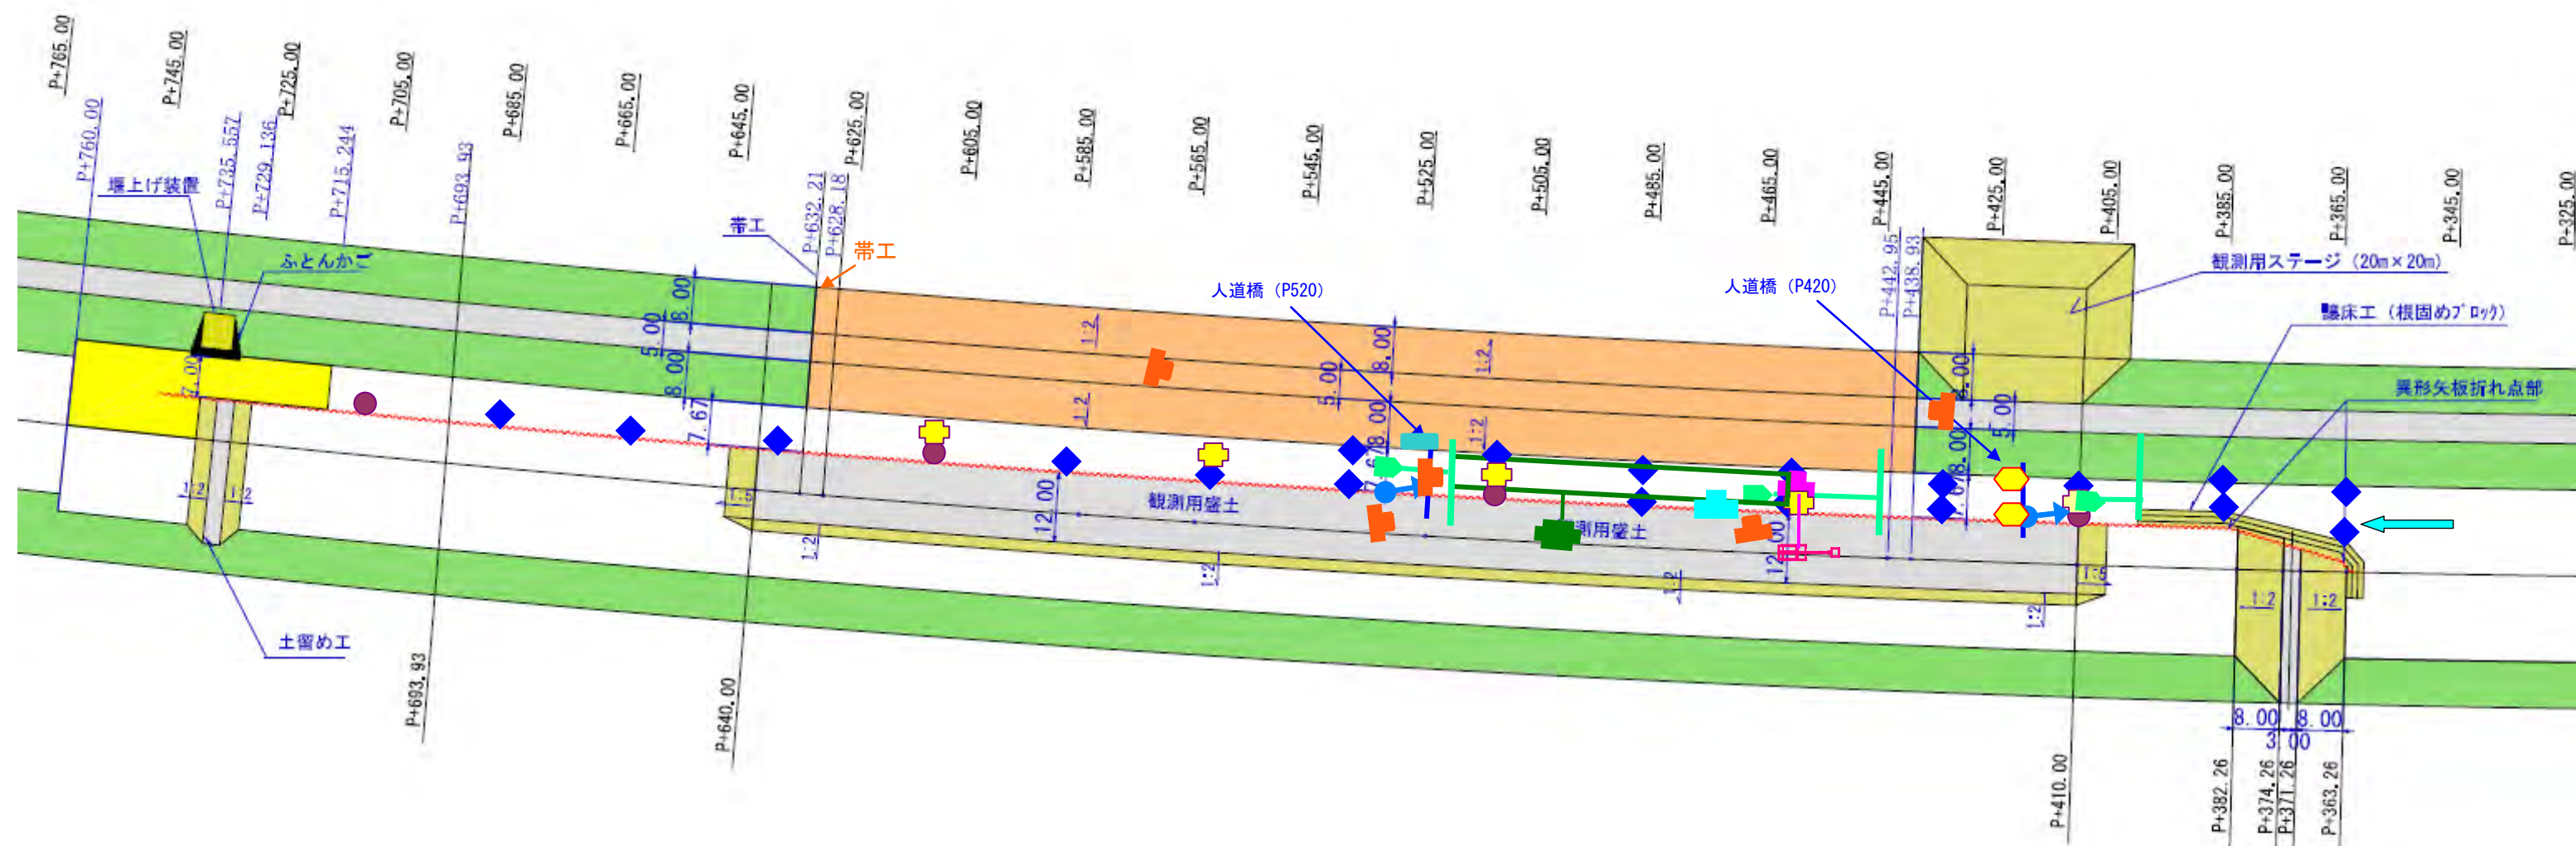 P+765.00
P+745.00
P+725.00
P+705.00
P+685.00
P+665.00
P+645.00
P+625.00
P+605.00
P+585.00
P+565.00
P+545.00
P+525.00
P+505.00
P+485.00
P+465.00
P+445.00
P+425.00
P+405.00
P+385.00
P+365.00
P+345.00
P+325.00
P+760.00
P+735.557
P+729.136
P+715.244
P+693.93
P+632.21
P+628.18
P+442.95
P+438.93
堰上げ装置
ふとんかご
帯工
帯工
人道橋（P520）
人道橋（P420）
観測用ステージ（20m×20m）
護床工（根固めブロック）
異形矢板折れ点部
8.00
5.00
8.00
7.67
7.00
1:2
1:2
1:2
1:2
8.00
5.00
8.00
7.67
5.00
8.00
7.67
5.00
1:2
1:2
1:5
12.00
観測用盛土
測用盛土
12.00
1:5
1:2
1:2
1:2
1:2
1:2
1:2
土留め工
8.00
8.00
3.00
P+693.93
P+640.00
P+410.00
P+382.26
P+374.26
P+371.26
P+363.26